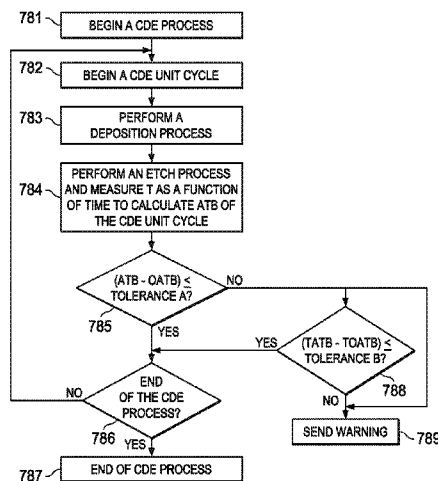 781
BEGIN A CDE PROCESS
782
BEGIN A CDE UNIT CYCLE
783
PERFORM A
DEPOSITION PROCESS
784
PERFORM AN ETCH PROCESS
AND MEASURE T AS A FUNCTION
OF TIME TO CALCULATE ATB OF
THE CDE UNIT CYCLE
(ATB - OATB) ≤
TOLERANCE A?
NO
785
YES
YES
(TATB - TOATB) ≤
TOLERANCE B?
788
NO
END
OF THE CDE
PROCESS?
NO
786
YES
SEND WARNING
789
787
END OF CDE PROCESS